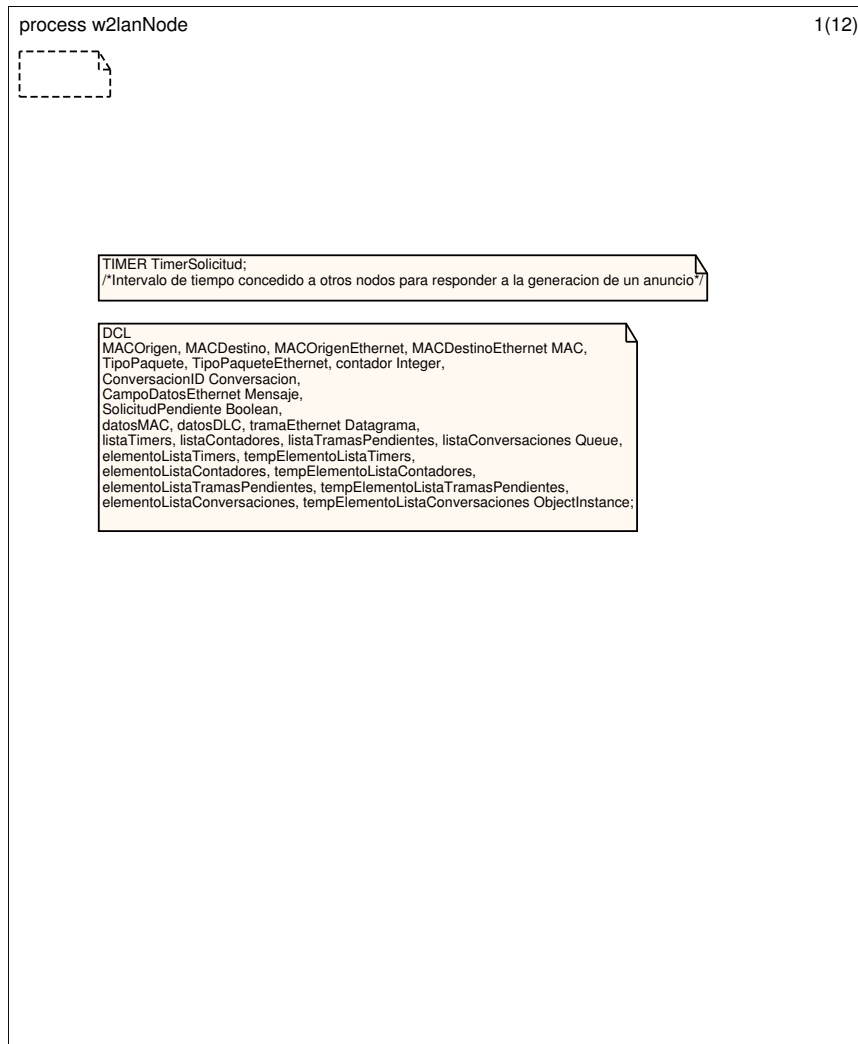 process w2lanNode 1(12)
TIMER TimerSolicitud;
/*Intervalo de tiempo concedido a otros nodos para responder a la generacion de un anuncio*/
DCL
MACOrigen, MACDestino, MACOrigenEthernet, MACDestinoEthernet MAC,
TipoPaquete, TipoPaqueteEthernet, contador Integer,
ConversacionID Conversacion,
CampoDatosEthernet Mensaje,
SolicitudPendiente Boolean,
datosMAC, datosDLC, tramaEthernet Datagrama,
listaTimers, listaContadores, listaTramasPendientes, listaConversaciones Queue,
elementoListaTimers, tempElementoListaTimers,
elementoListaContadores, tempElementoListaContadores,
elementoListaTramasPendientes, tempElementoListaTramasPendientes,
elementoListaConversaciones, tempElementoListaConversaciones ObjectInstance;